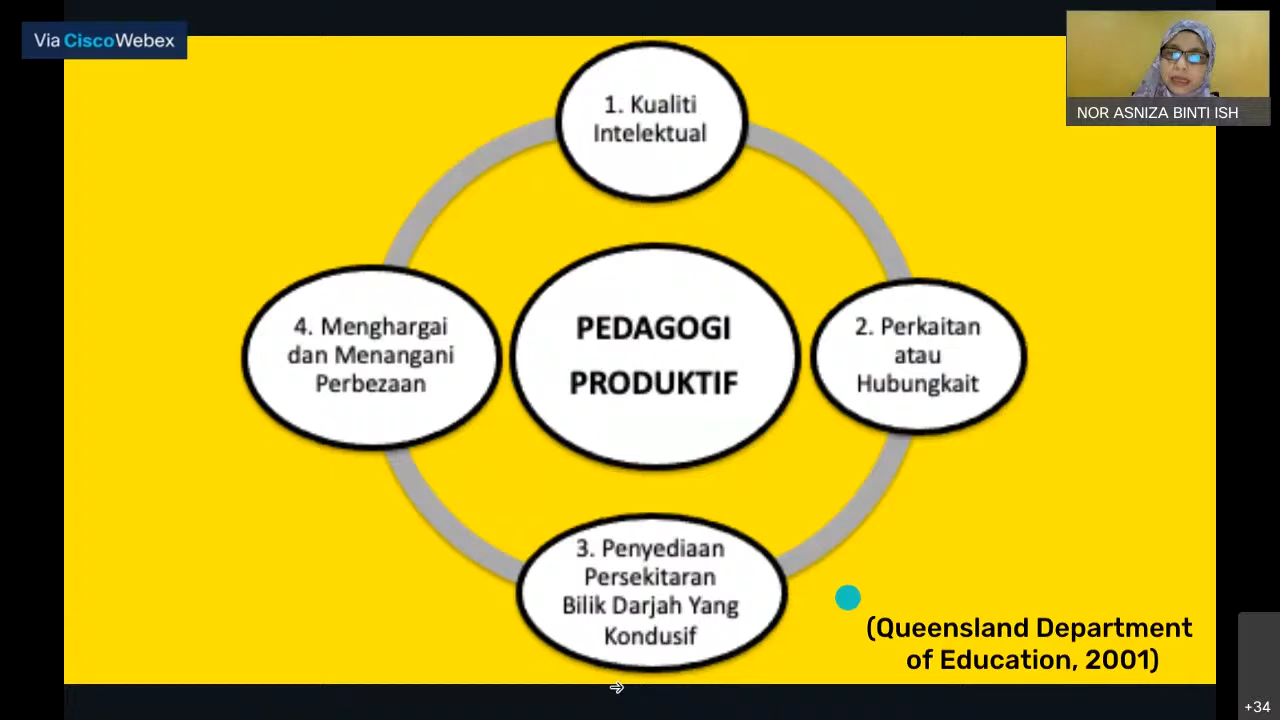 Via CiscoWebex
NOR ASNIZA BINTI ISH
1. Kualiti
Intelektual
4. Menghargai
dan Menangani
Perbezaan
PEDAGOGI
PRODUKTIF
2. Perkaitan
atau
Hubungkait
3. Penyediaan
Persekitaran
Bilik Darjah Yang
Kondusif
(Queensland Department
of Education, 2001)
+34